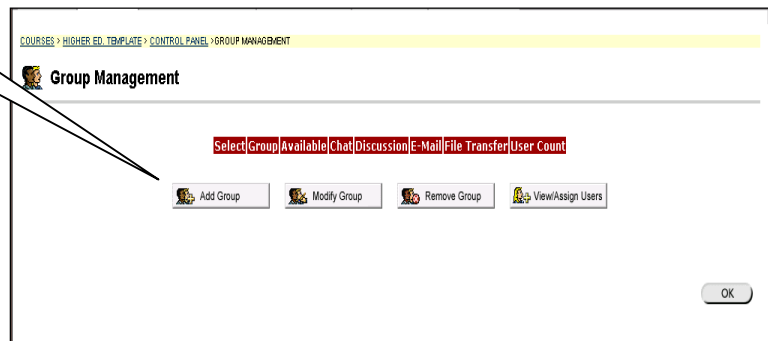 COURSES > HIGHER ED. TEMPLATE > CONTROL PANEL > GROUP MANAGEMENT
Group Management
Select Group Available Chat Discussion E-Mail File Transfer User Count
Add Group Modify Group Remove Group View/Assign Users
OK